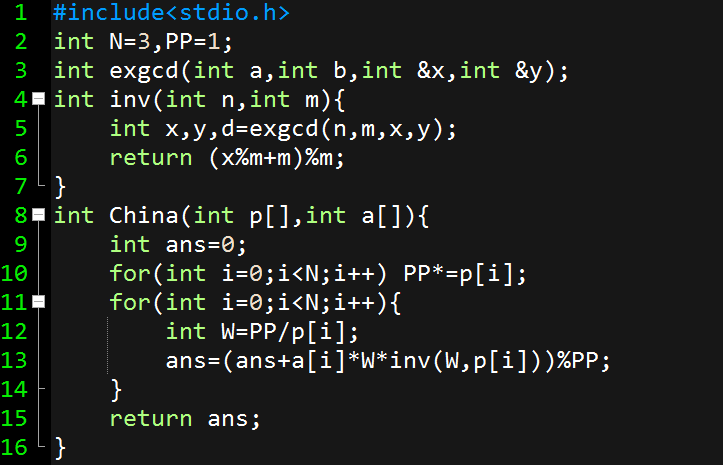 1 #include<stdio.h>
2 int N=3,PP=1;
3 int exgcd(int a,int b,int &x,int &y);
4 int inv(int n,int m){
5     int x,y,d=exgcd(n,m,x,y);
6     return (x%m+m)%m;
7 }
8 int China(int p[],int a[]){
9     int ans=0;
10     for(int i=0;i<N;i++) PP*=p[i];
11     for(int i=0;i<N;i++){
12         int W=PP/p[i];
13         ans=(ans+a[i]*W*inv(W,p[i]))%PP;
14     }
15     return ans;
16 }